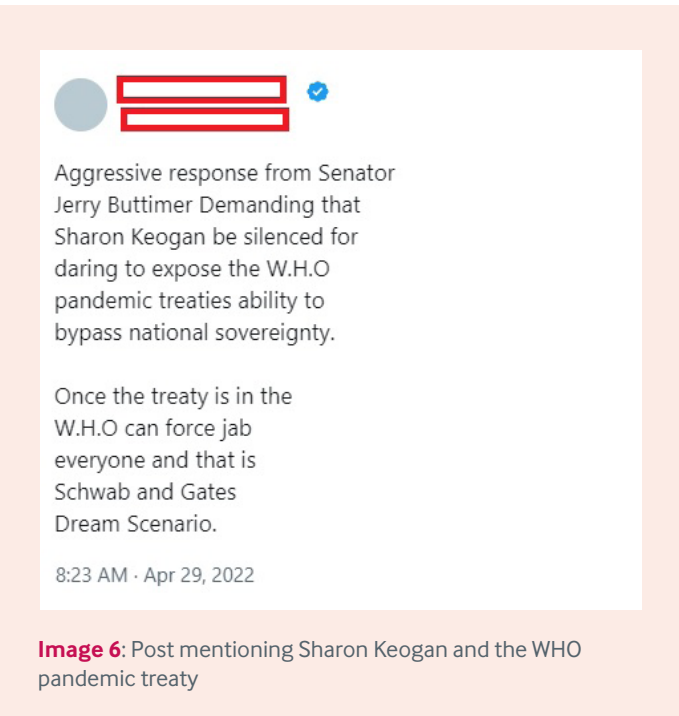 Aggressive response from Senator
Jerry Buttimer Demanding that
Sharon Keogan be silenced for
daring to expose the W.H.O
pandemic treaties ability to
bypass national sovereignty.
Once the treaty is in the
W.H.O can force jab
everyone and that is
Schwab and Gates
Dream Scenario.
8:23 AM · Apr 29, 2022
Image 6: Post mentioning Sharon Keogan and the WHO
pandemic treaty